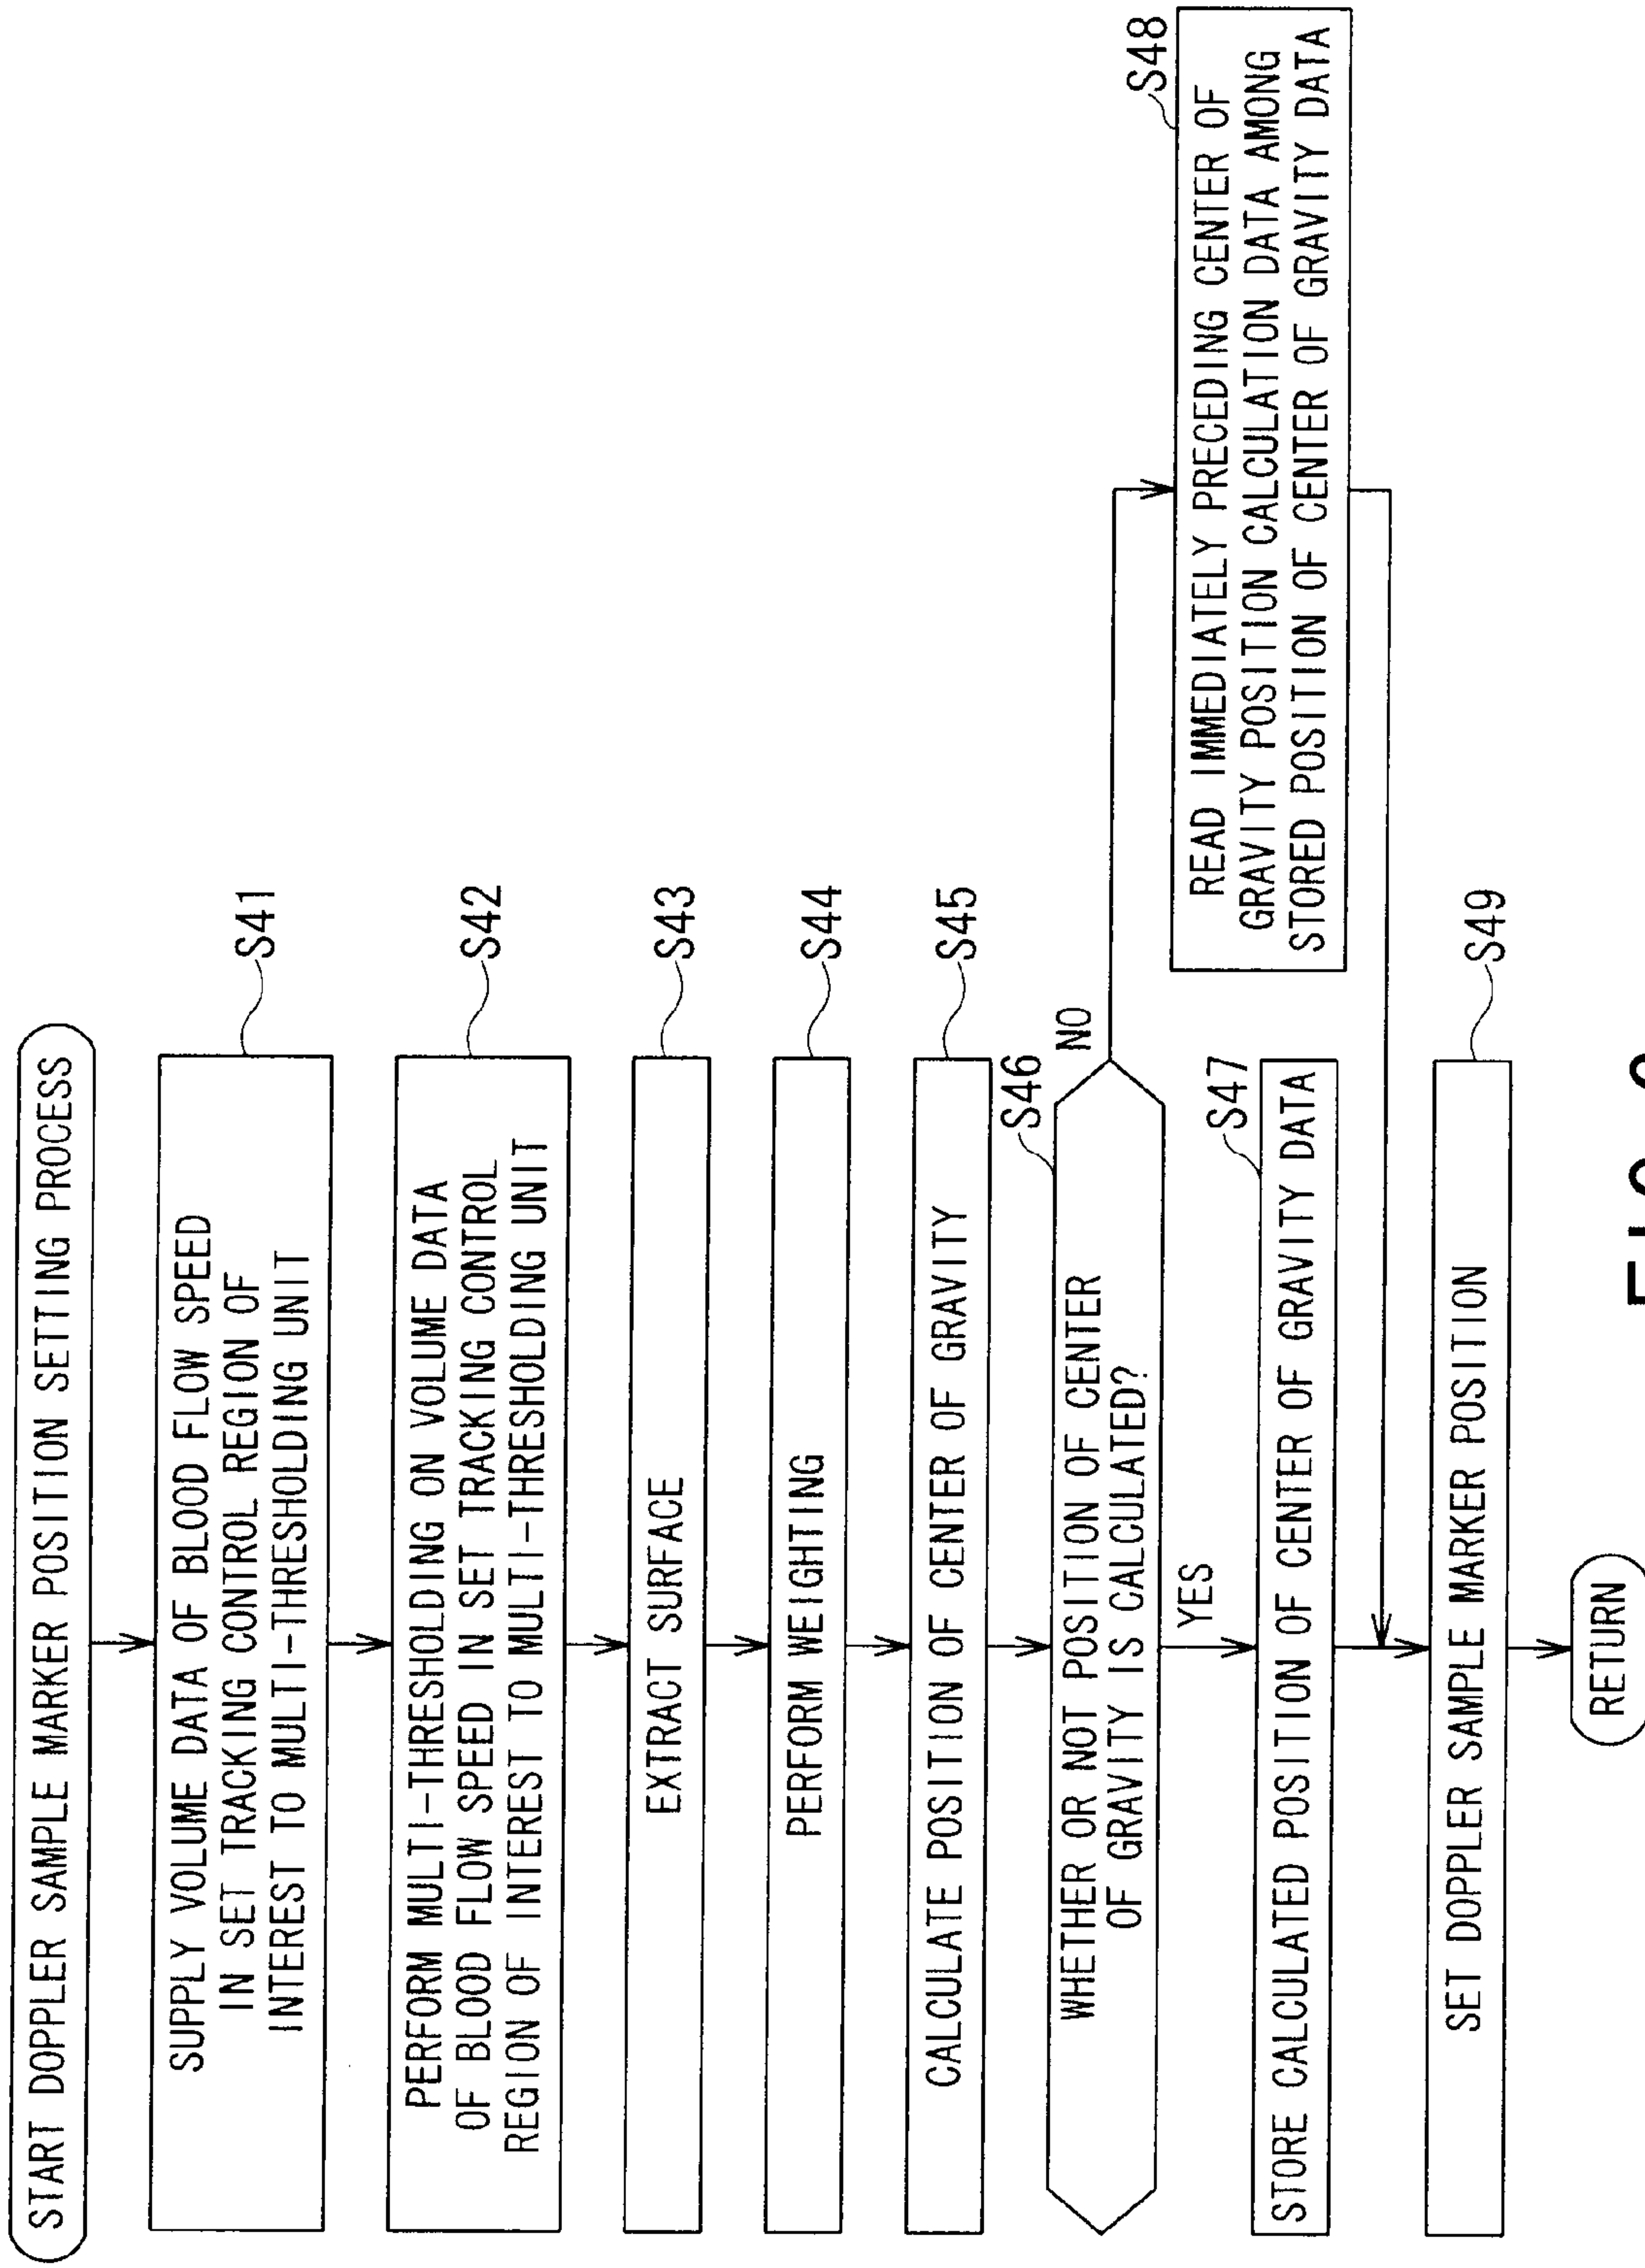 START DOPPLER SAMPLE MARKER POSITION SETTING PROCESS
S41
SUPPLY VOLUME DATA OF BLOOD FLOW SPEED
IN SET TRACKING CONTROL REGION OF
INTEREST TO MULTI-THRESHOLDING UNIT
S42
PERFORM MULTI-THRESHOLDING ON VOLUME DATA
OF BLOOD FLOW SPEED IN SET TRACKING CONTROL
REGION OF INTEREST TO MULTI-THRESHOLDING UNIT
S43
EXTRACT SURFACE
S44
PERFORM WEIGHTING
S45
CALCULATE POSITION OF CENTER OF GRAVITY
S46
WHETHER OR NOT POSITION OF CENTER
OF GRAVITY IS CALCULATED?
NO
YES
S47
STORE CALCULATED POSITION OF CENTER OF GRAVITY DATA
S48
READ IMMEDIATELY PRECEDING CENTER OF
GRAVITY POSITION CALCULATION DATA AMONG
STORED POSITION OF CENTER OF GRAVITY DATA
S49
SET DOPPLER SAMPLE MARKER POSITION
RETURN